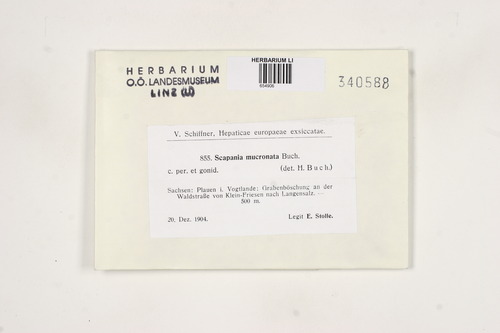 HERBARIUM
O.Ö. LANDESMUSEUM
LINZ (LI)
HERBARIUM LI
654906
340588
V. Schiffner, Hepaticae europaeae exsiccatae.
855. Scapania mucronata Buch.
c. per. et gonid. (det. H. Buch.)
Sachsen: Plauen i. Vogtlande; Grabenböschung an der
Waldstraße von Klein-Friesen nach Langensalz. —
500 m.
20. Dez. 1904. Legit E. Stolle.